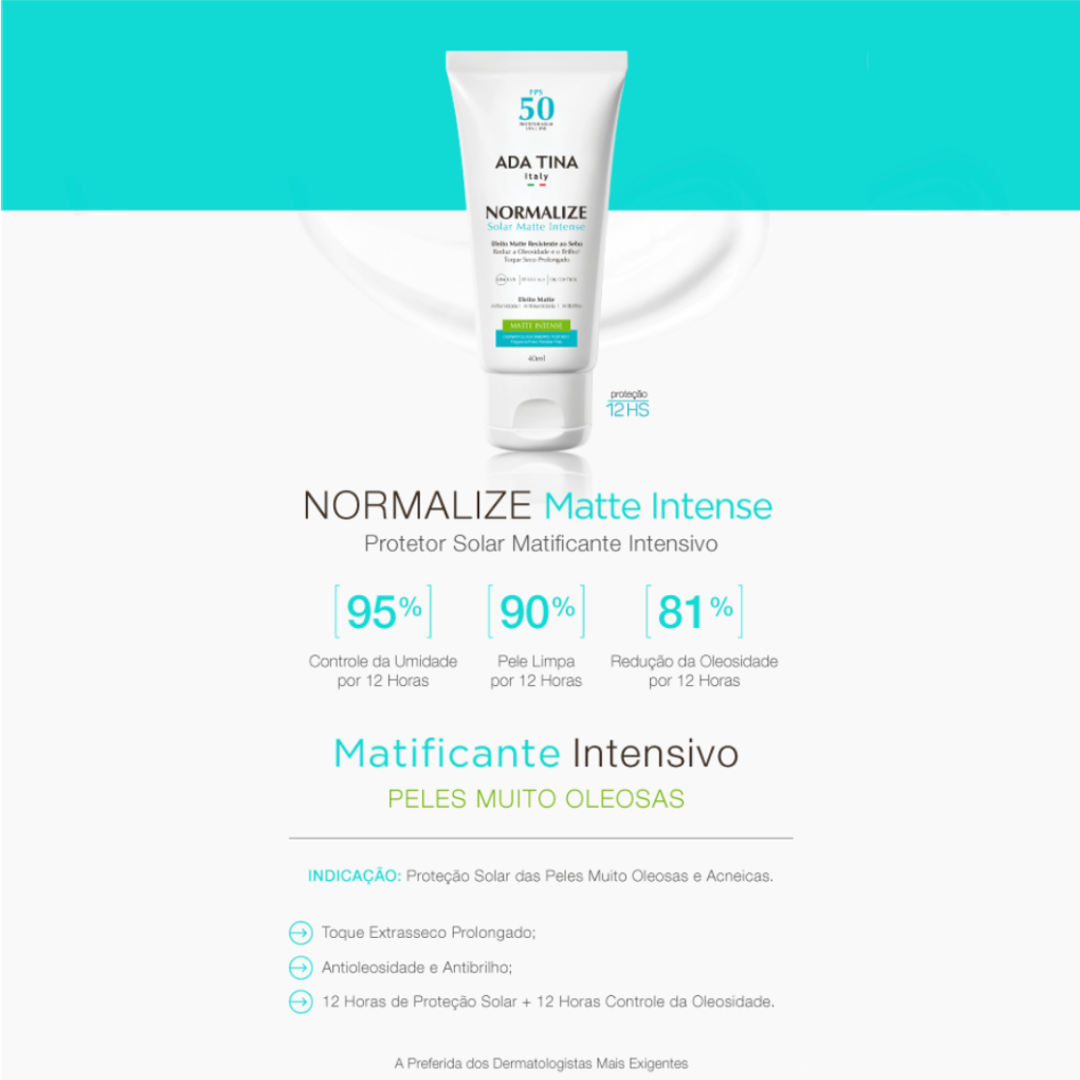 FPS
50
ADA TINA
Italy
NORMALIZE
Solar Matte Intense
Efeito Matte Resistente ao Sebo
Reduz a Oleosidade e o Brilho!
Toque Seco Prolongado
Efeito Matte
MATTE INTENSE
40ml
proteção
12HS
NORMALIZE Matte Intense
Protetor Solar Matificante Intensivo
95% 90% 81%
Controle da Umidade Pele Limpa Redução da Oleosidade
por 12 Horas por 12 Horas por 12 Horas
Matificante Intensivo
PELES MUITO OLEOSAS
INDICAÇÃO: Proteção Solar das Peles Muito Oleosas e Acneicas.
Toque Extrasseco Prolongado;
Antioleosidade e Antibrilho;
12 Horas de Proteção Solar + 12 Horas Controle da Oleosidade.
A Preferida dos Dermatologistas Mais Exigentes